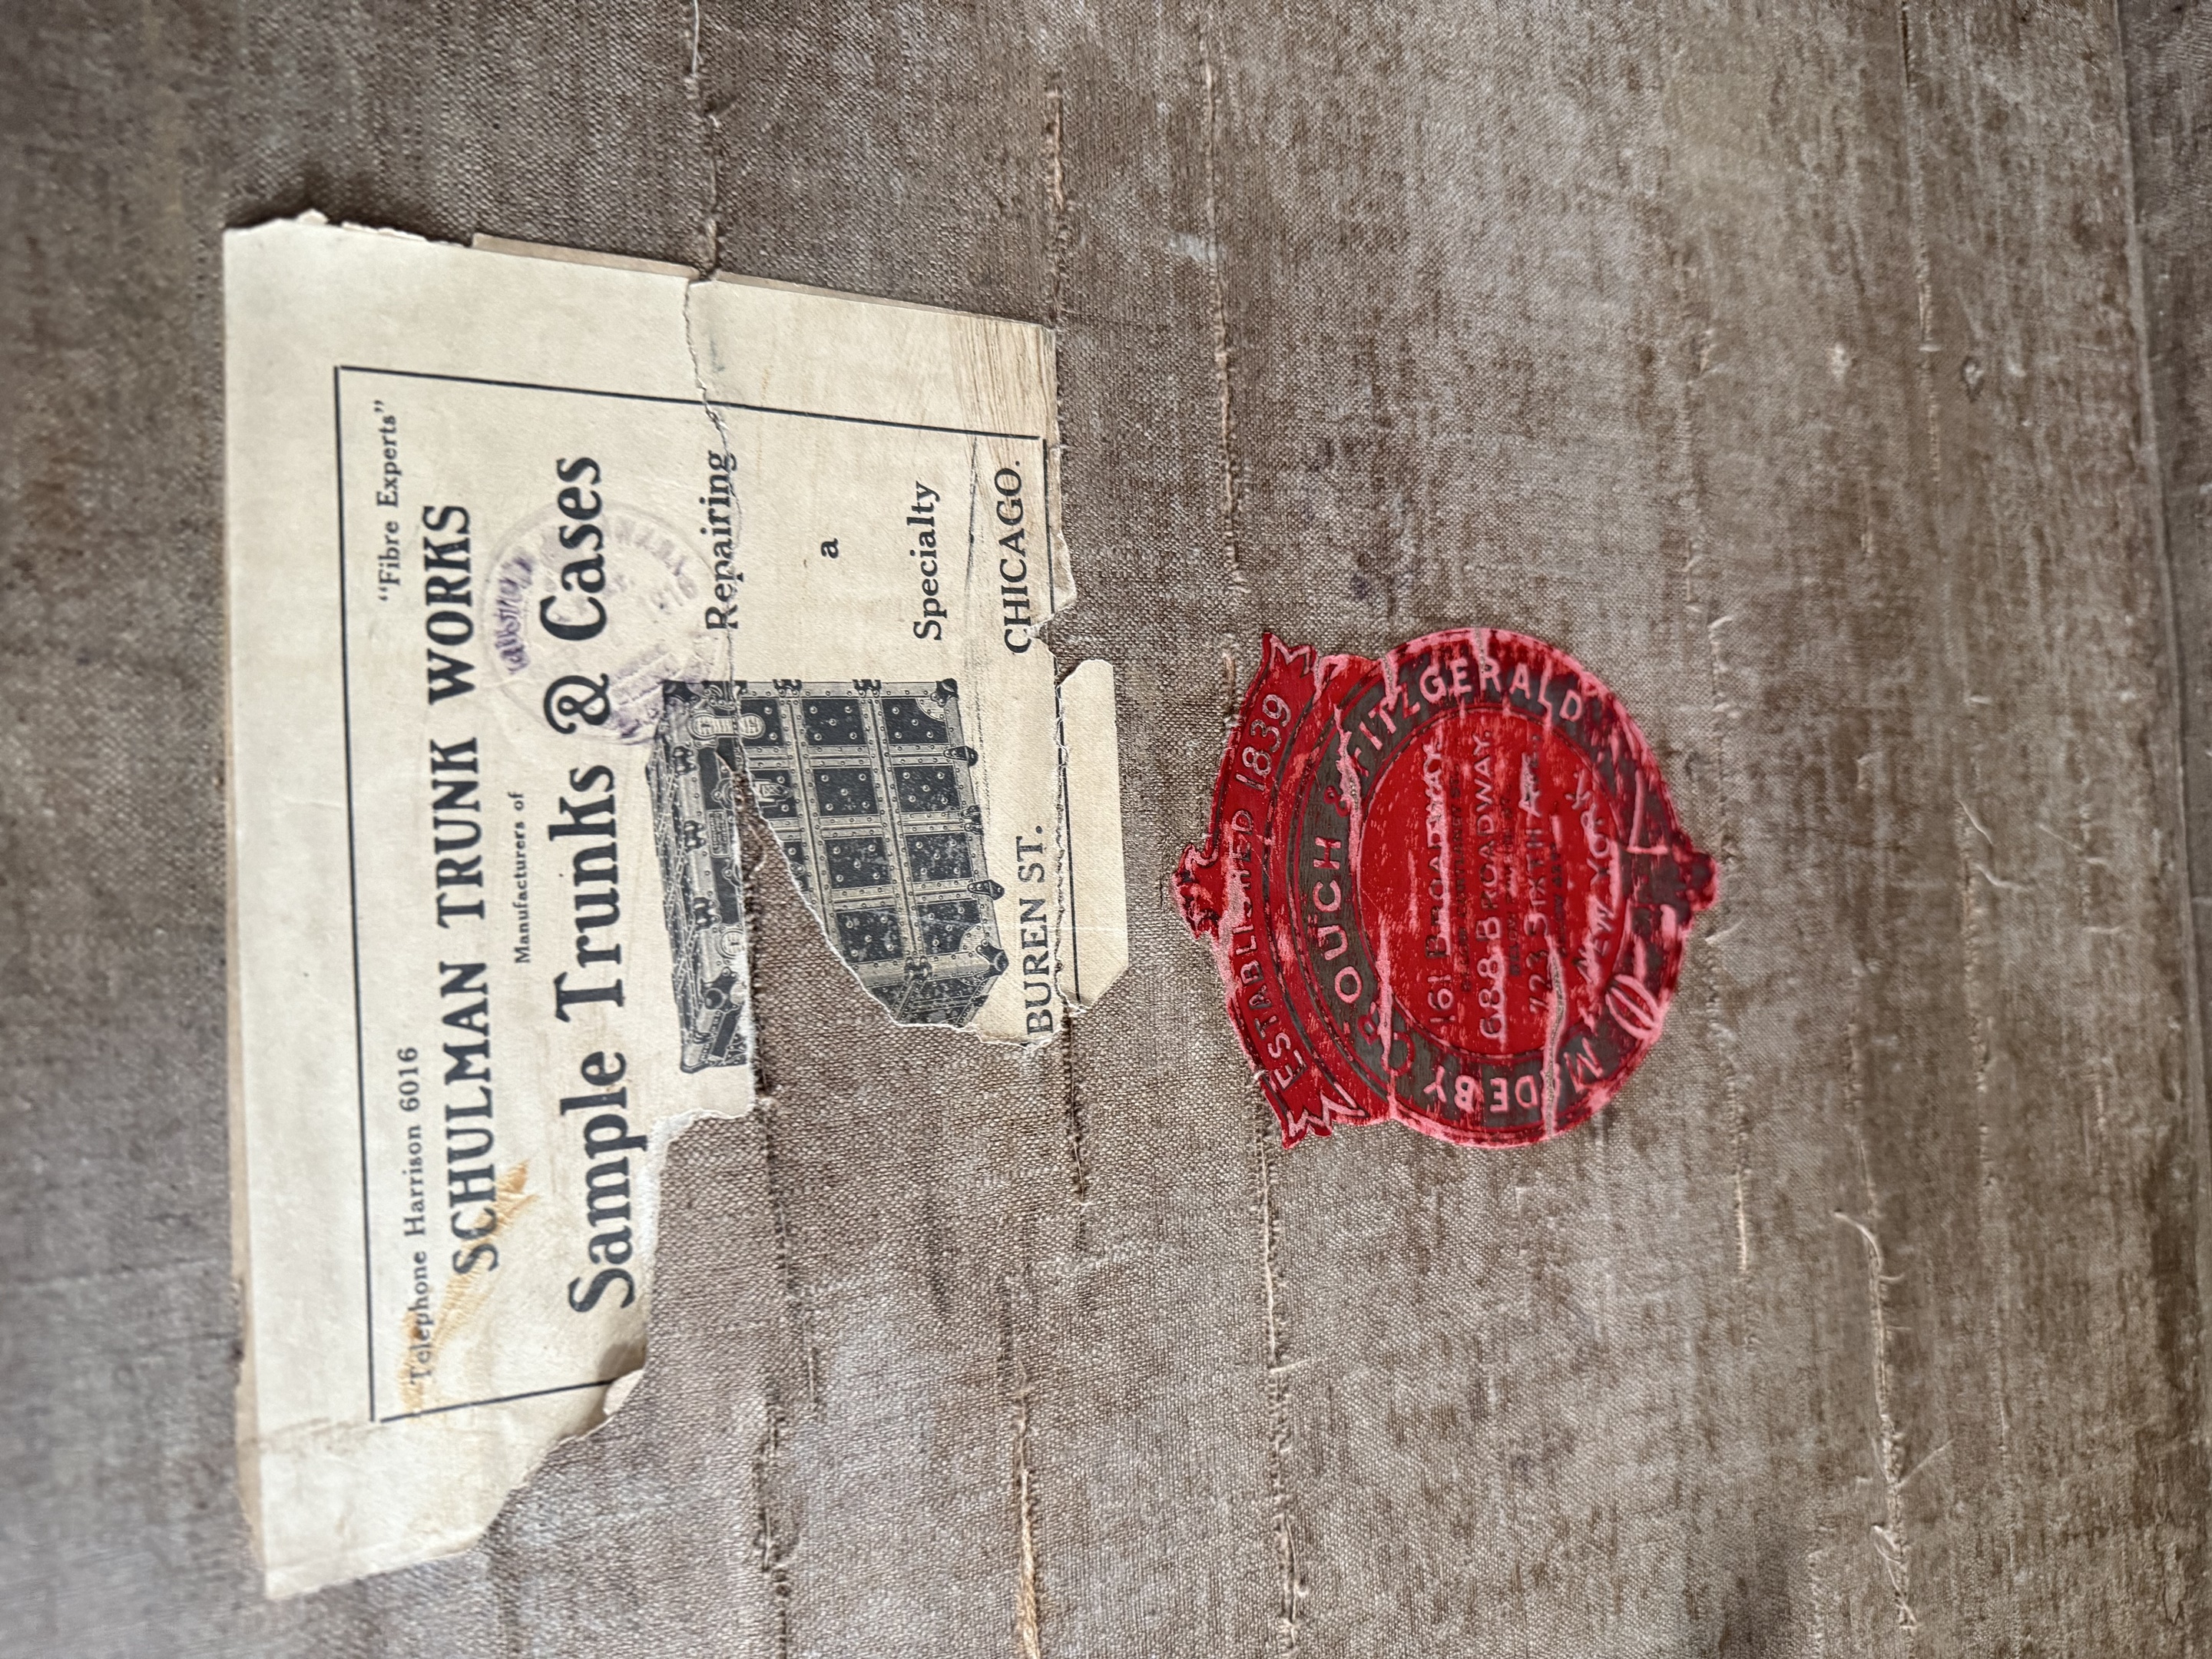 Telephone Harrison 6016 "Fibre Experts"
SCHULMAN TRUNK WORKS
Manufacturers of
Sample Trunks & Cases
Repairing
a
Specialty
BUREN ST. CHICAGO.
ESTABLISHED 1839
MADE BY CROUCH & FITZGERALD
161 BROADWAY
688 BROADWAY.
723 SIXTH AVE.
NEW YORK